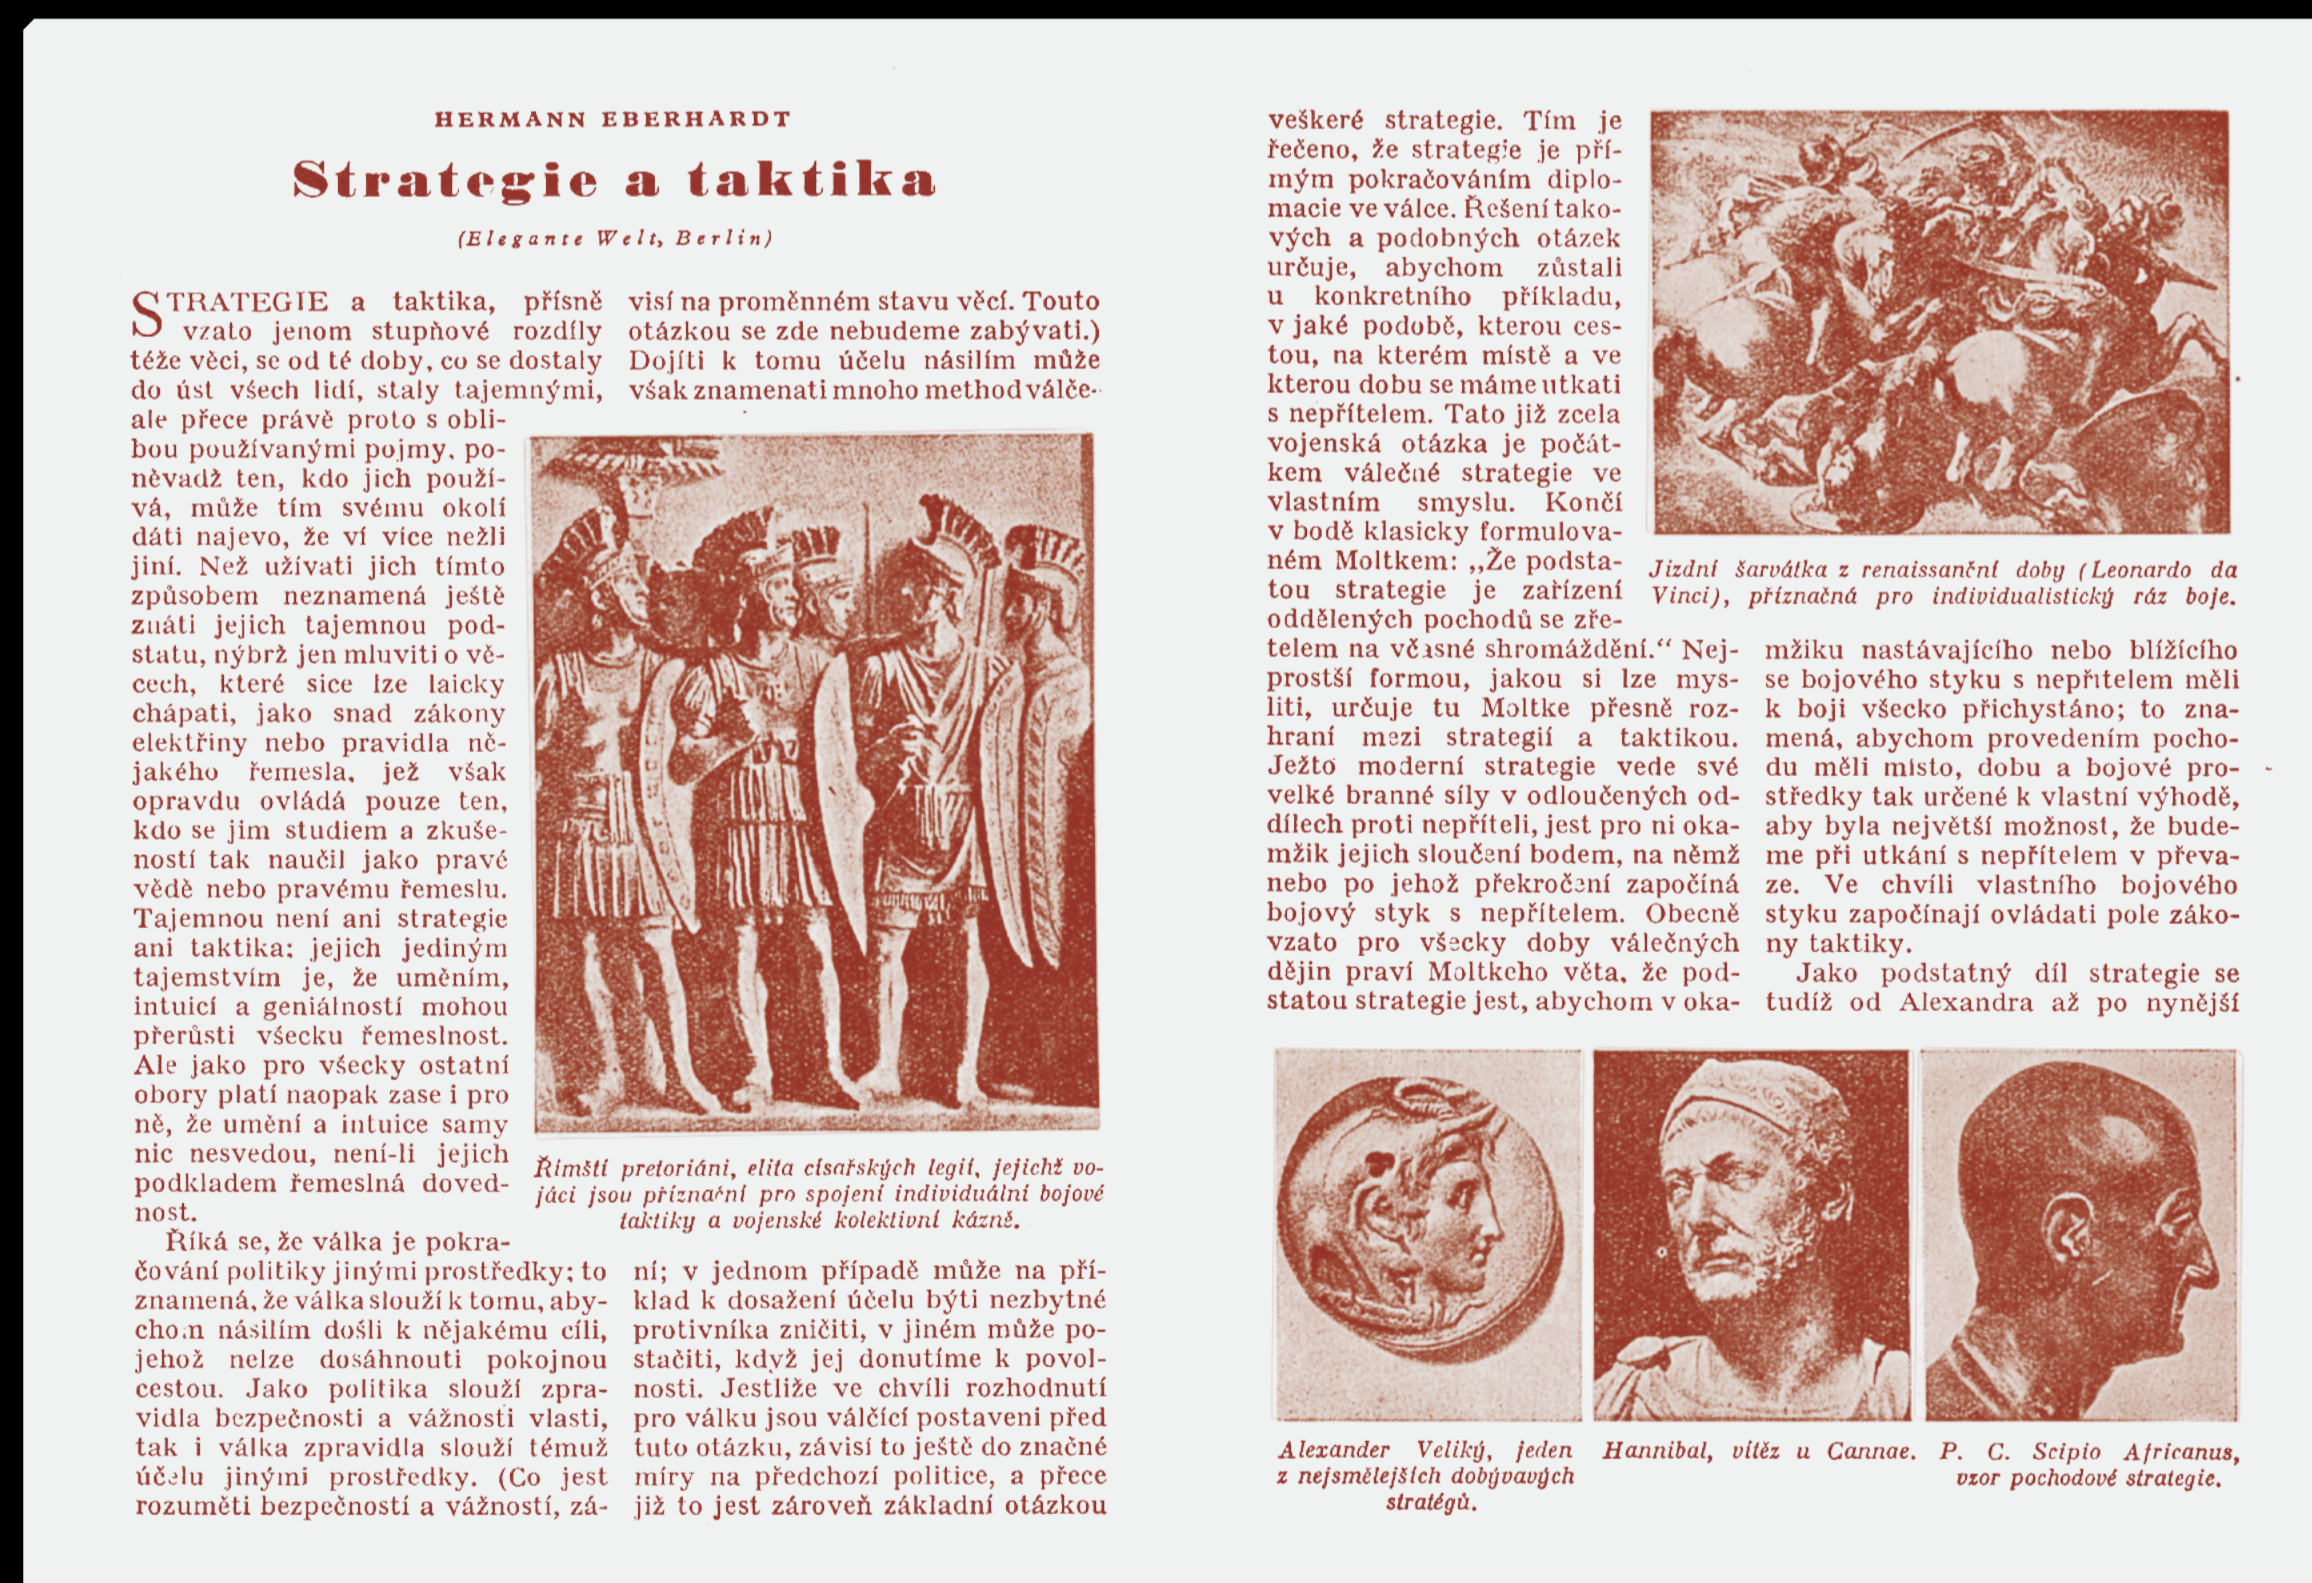 HERMANN EBERHARDT
Strategie a taktika
(Elegante Welt, Berlin)
STRATEGIE a taktika, přísně
vzato jenom stupňové rozdíly
téže věci, se od té doby, co se dostaly
do úst všech lidí, staly tajemnými,
ale přece právě proto s obli-
bou používanými pojmy, po-
něvadž ten, kdo jich použí-
vá, může tím svému okolí
dáti najevo, že ví více nežli
jiní. Než užívati jich tímto
způsobem neznamená ještě
znáti jejich tajemnou pod-
statu, nýbrž jen mluviti o vě-
cech, které sice lze laicky
chápati, jako snad zákony
elektřiny nebo pravidla ně-
jakého řemesla, jež však
opravdu ovládá pouze ten,
kdo se jim studiem a zkuše-
ností tak naučil jako pravé
vědě nebo pravému řemeslu.
Tajemnou není ani strategie
ani taktika; jejich jediným
tajemstvím je, že uměním,
intuicí a geniálností mohou
přerůsti všecku řemeslnost.
Ale jako pro všecky ostatní
obory platí naopak zase i pro
ně, že umění a intuice samy
nic nesvedou, není-li jejich
podkladem řemeslná doved-
nost.
Říká se, že válka je pokra-
čování politiky jinými prostředky; to
znamená, že válka slouží k tomu, aby-
chom násilím došli k nějakému cíli,
jehož nelze dosáhnouti pokojnou
cestou. Jako politika slouží zpra-
vidla bezpečnosti a vážnosti vlasti,
tak i válka zpravidla slouží témuž
účelu jinými prostředky. (Co jest
rozuměti bezpečností a vážností, zá-
visí na proměnném stavu věcí. Touto
otázkou se zde nebudeme zabývati.)
Dojíti k tomu účelu násilím může
však znamenati mnoho method válče-
Římští pretoriáni, elita císařských legií, jejichž vo-
jáci jsou příznační pro spojení individuální bojové
taktiky a vojenské kolektivní kázně.
ní; v jednom případě může na pří-
klad k dosažení účelu býti nezbytné
protivníka zničiti, v jiném může po-
stačiti, když jej donutíme k povol-
nosti. Jestliže ve chvíli rozhodnutí
pro válku jsou válčící postaveni před
tuto otázku, závisí to ještě do značné
míry na předchozí politice, a přece
již to jest zároveň základní otázkou
veškeré strategie. Tím je
řečeno, že strategie je pří-
mým pokračováním diplo-
macie ve válce. Řešení tako-
vých a podobných otázek
určuje, abychom zůstali
u konkretního příkladu,
v jaké podobě, kterou ces-
tou, na kterém místě a ve
kterou dobu se máme utkati
s nepřítelem. Tato již zcela
vojenská otázka je počát-
kem válečné strategie ve
vlastním smyslu. Končí
v bodě klasicky formulova-
ném Moltkem: „Že podsta-
tou strategie je zařízení
oddělených pochodů se zře-
telem na včasné shromáždění.“ Nej-
prostší formou, jakou si lze mys-
liti, určuje tu Moltke přesně roz-
hraní mezi strategií a taktikou.
Ježto moderní strategie vede své
velké branné síly v odloučených od-
dílech proti nepříteli, jest pro ni oka-
mžik jejich sloučení bodem, na němž
nebo po jehož překročení započíná
bojový styk s nepřítelem. Obecně
vzato pro všecky doby válečných
dějin praví Moltkeho věta, že pod-
statou strategie jest, abychom v oka-
Jizdní šarvátka z renaissanční doby (Leonardo da
Vinci), příznačná pro individualistický ráz boje.
mžiku nastávajícího nebo blížícího
se bojového styku s nepřítelem měli
k boji všecko přichystáno; to zna-
mená, abychom provedením pocho-
du měli místo, dobu a bojové pro-
středky tak určené k vlastní výhodě,
aby byla největší možnost, že bude-
me při utkání s nepřítelem v převa-
ze. Ve chvíli vlastního bojového
styku započínají ovládati pole záko-
ny taktiky.
Jako podstatný díl strategie se
tudíž od Alexandra až po nynější
Alexander Veliký, jeden
z nejsmělejších dobývavých
stratégů.
Hannibal, vítěz u Cannae.
P. C. Scipio Africanus,
vzor pochodové strategie.